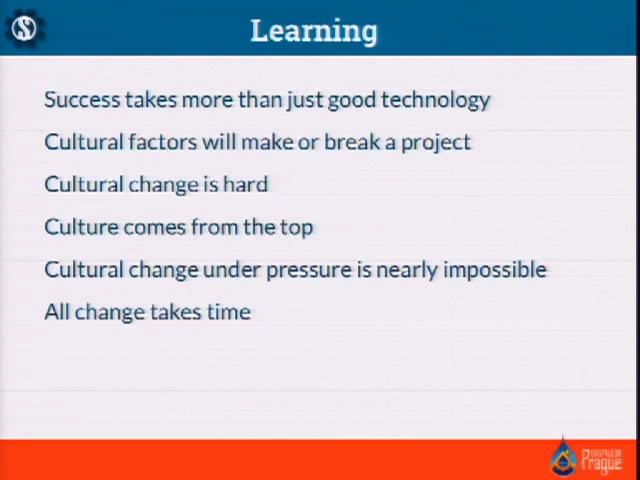 Learning
Success takes more than just good technology
Cultural factors will make or break a project
Cultural change is hard
Culture comes from the top
Cultural change under pressure is nearly impossible
All change takes time
Prague